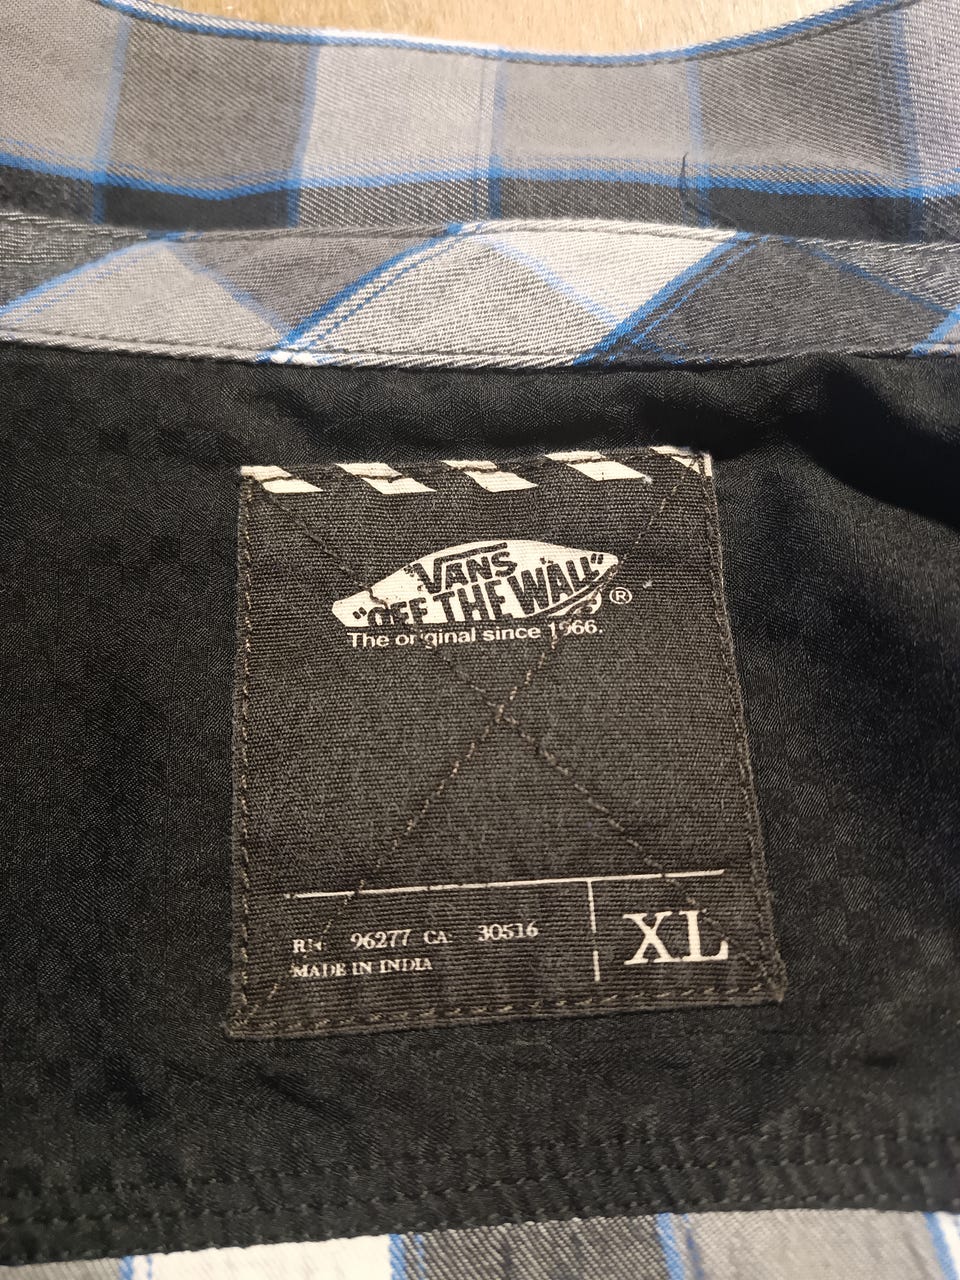 VANS
"OFF THE WALL"
®
The original since 1966.
RN: 96277 CA: 30516
MADE IN INDIA
XL